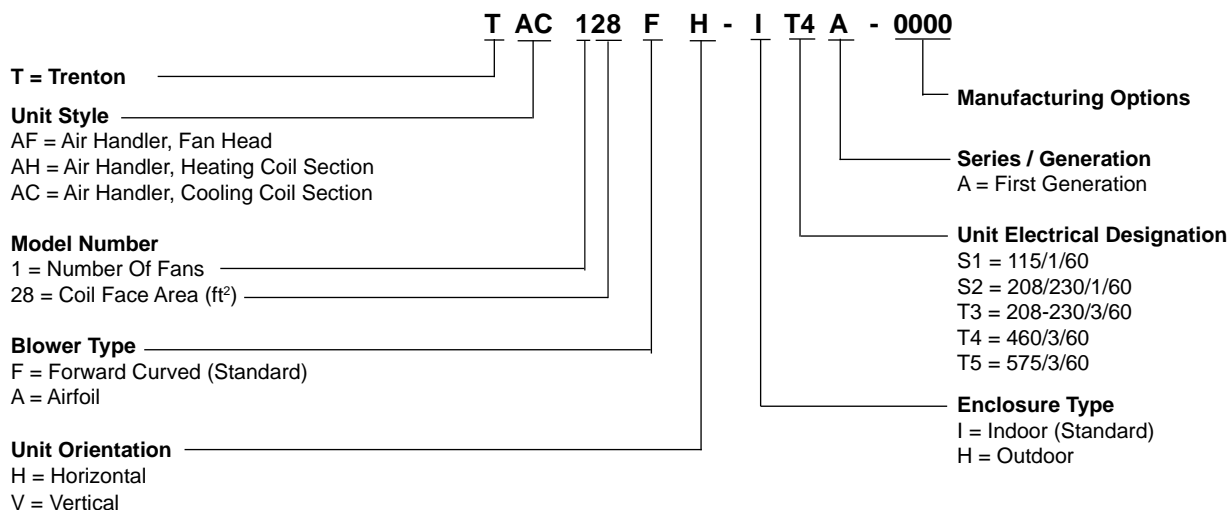 T AC 128 F H - I T4 A - 0000
T = Trenton
Unit Style
AF = Air Handler, Fan Head
AH = Air Handler, Heating Coil Section
AC = Air Handler, Cooling Coil Section
Model Number
1 = Number Of Fans
28 = Coil Face Area (ft²)
Blower Type
F = Forward Curved (Standard)
A = Airfoil
Unit Orientation
H = Horizontal
V = Vertical
Manufacturing Options
Series / Generation
A = First Generation
Unit Electrical Designation
S1 = 115/1/60
S2 = 208/230/1/60
T3 = 208-230/3/60
T4 = 460/3/60
T5 = 575/3/60
Enclosure Type
I = Indoor (Standard)
H = Outdoor